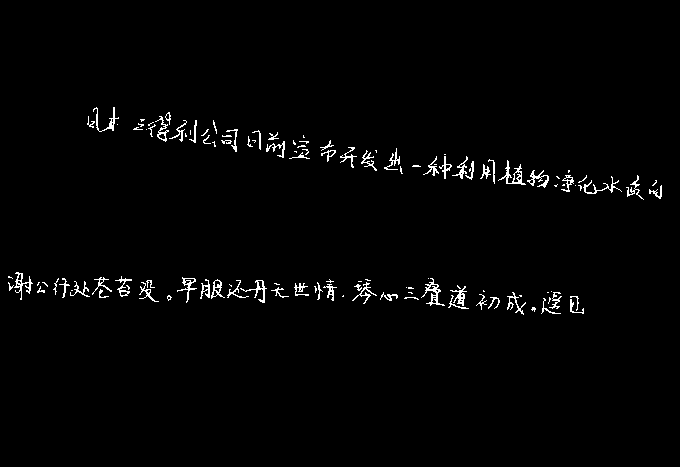 日本三得利公司日前宣布开发出一种利用植物净化水质的
谢公行处苍苔没。早服还丹无世情，琴心三叠道初成。遥见